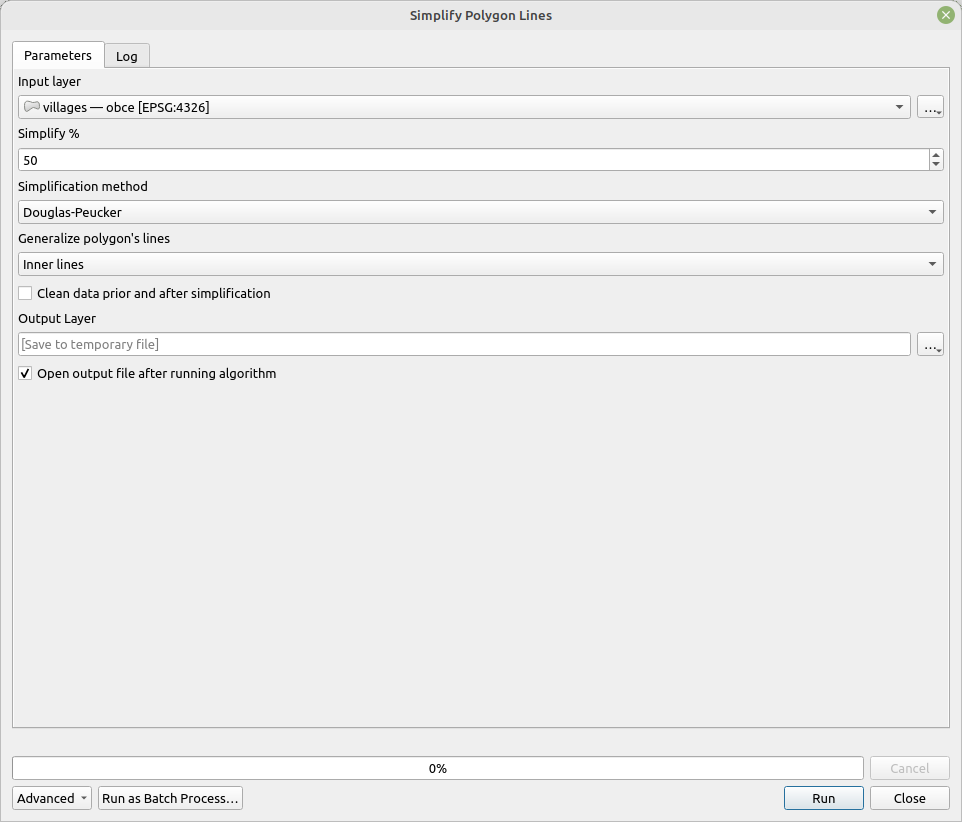 Simplify Polygon Lines
Parameters
Log
Input layer
villages — obce [EPSG:4326]
...
Simplify %
50
Simplification method
Douglas-Peucker
Generalize polygon's lines
Inner lines
Clean data prior and after simplification
Output Layer
[Save to temporary file]
...
Open output file after running algorithm
0%
Cancel
Advanced
Run as Batch Process…
Run
Close